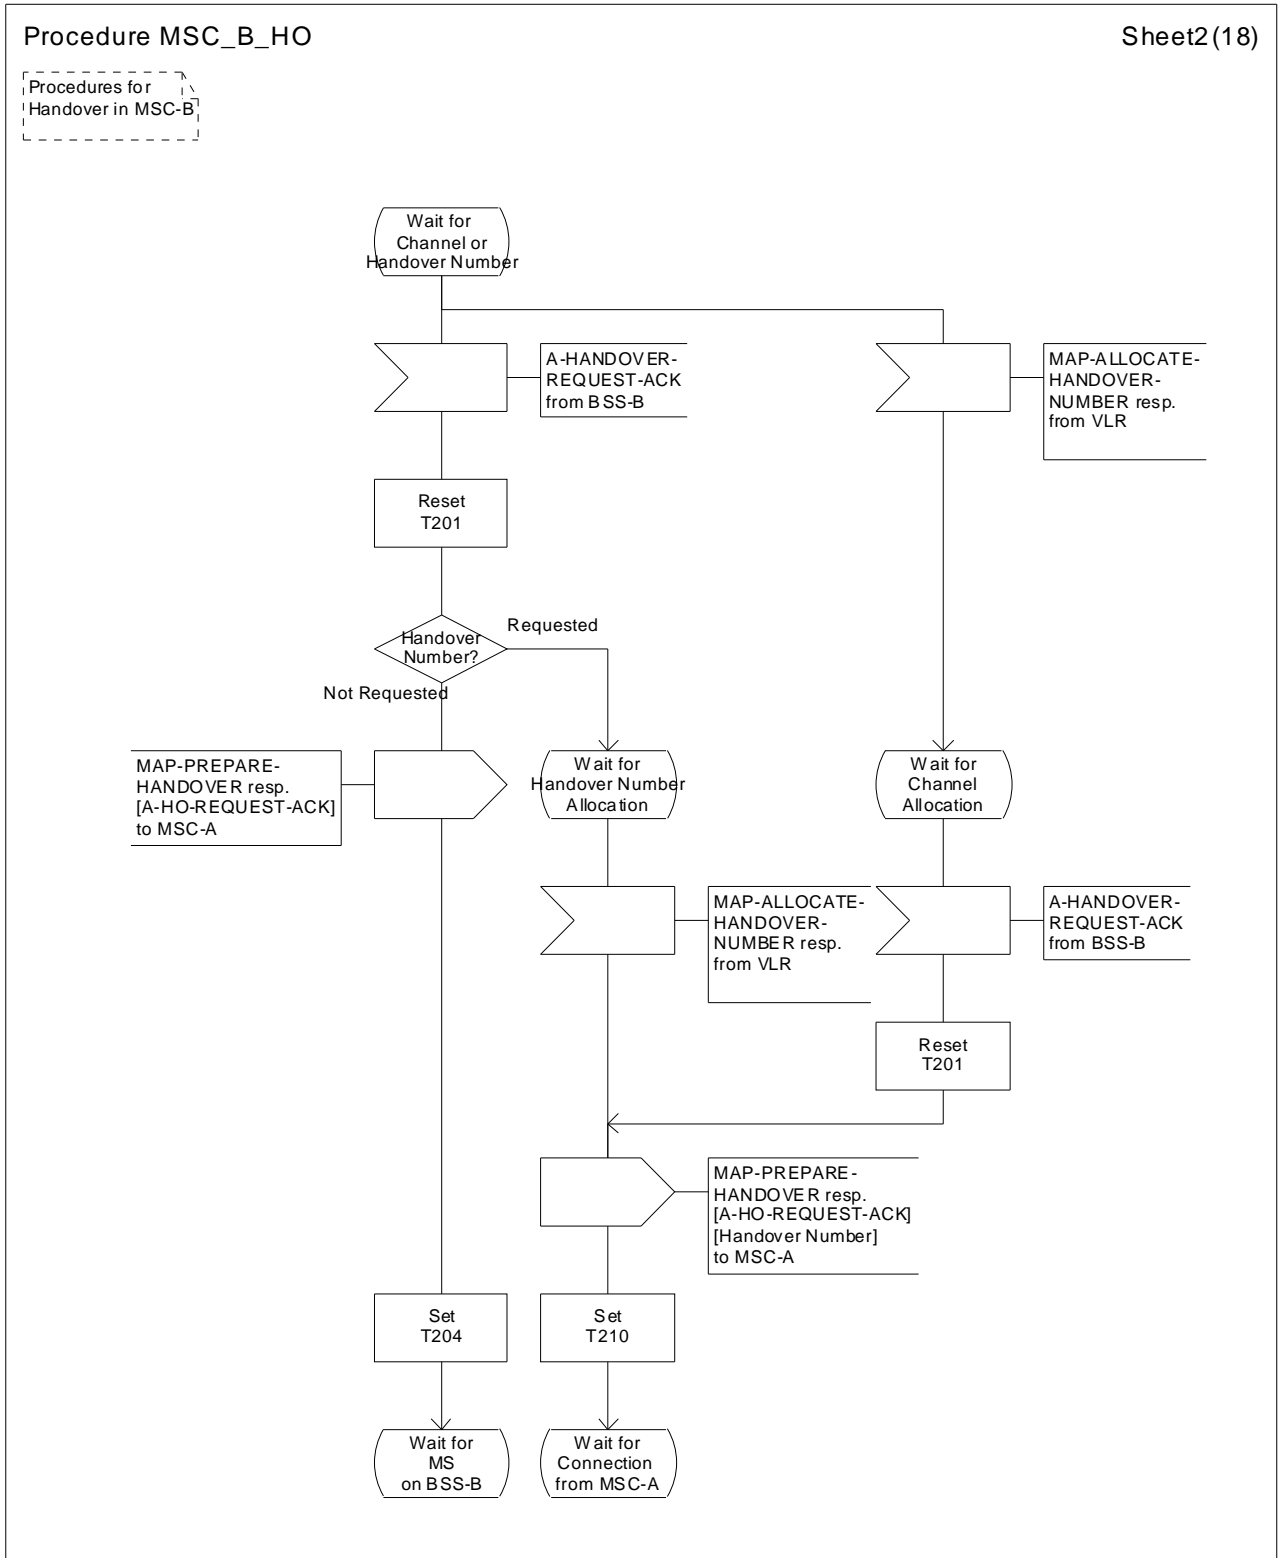 Procedure MSC_B_HO
Sheet2(18)
Procedures for
Handover in MSC-B
Wait for
Channel or
Handover Number
A-HANDOVER-
REQUEST-ACK
from BSS-B
MAP-ALLOCATE-
HANDOVER-
NUMBER resp.
from VLR
Reset
T201
Handover
Number?
Requested
Not Requested
MAP-PREPARE-
HANDOVER resp.
[A-HO-REQUEST-ACK]
to MSC-A
Wait for
Handover Number
Allocation
Wait for
Channel
Allocation
MAP-ALLOCATE-
HANDOVER-
NUMBER resp.
from VLR
A-HANDOVER-
REQUEST-ACK
from BSS-B
Reset
T201
MAP-PREPARE-
HANDOVER resp.
[A-HO-REQUEST-ACK]
[Handover Number]
to MSC-A
Set
T204
Set
T210
Wait for
MS
on BSS-B
Wait for
Connection
from MSC-A